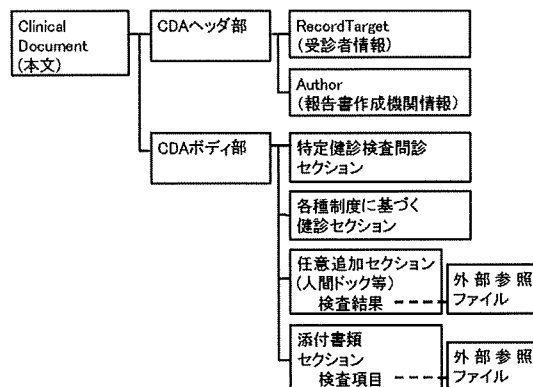 Clinical
Document
(本文)
CDAヘッダ部
RecordTarget
(受診者情報)
Author
(報告書作成機関情報)
CDAボディ部
特定健診検査問診
セクション
各種制度に基づく
健診セクション
任意追加セクション
(人間ドック等)
検査結果
外部参照
ファイル
添付書類
セクション
検査項目
外部参照
ファイル